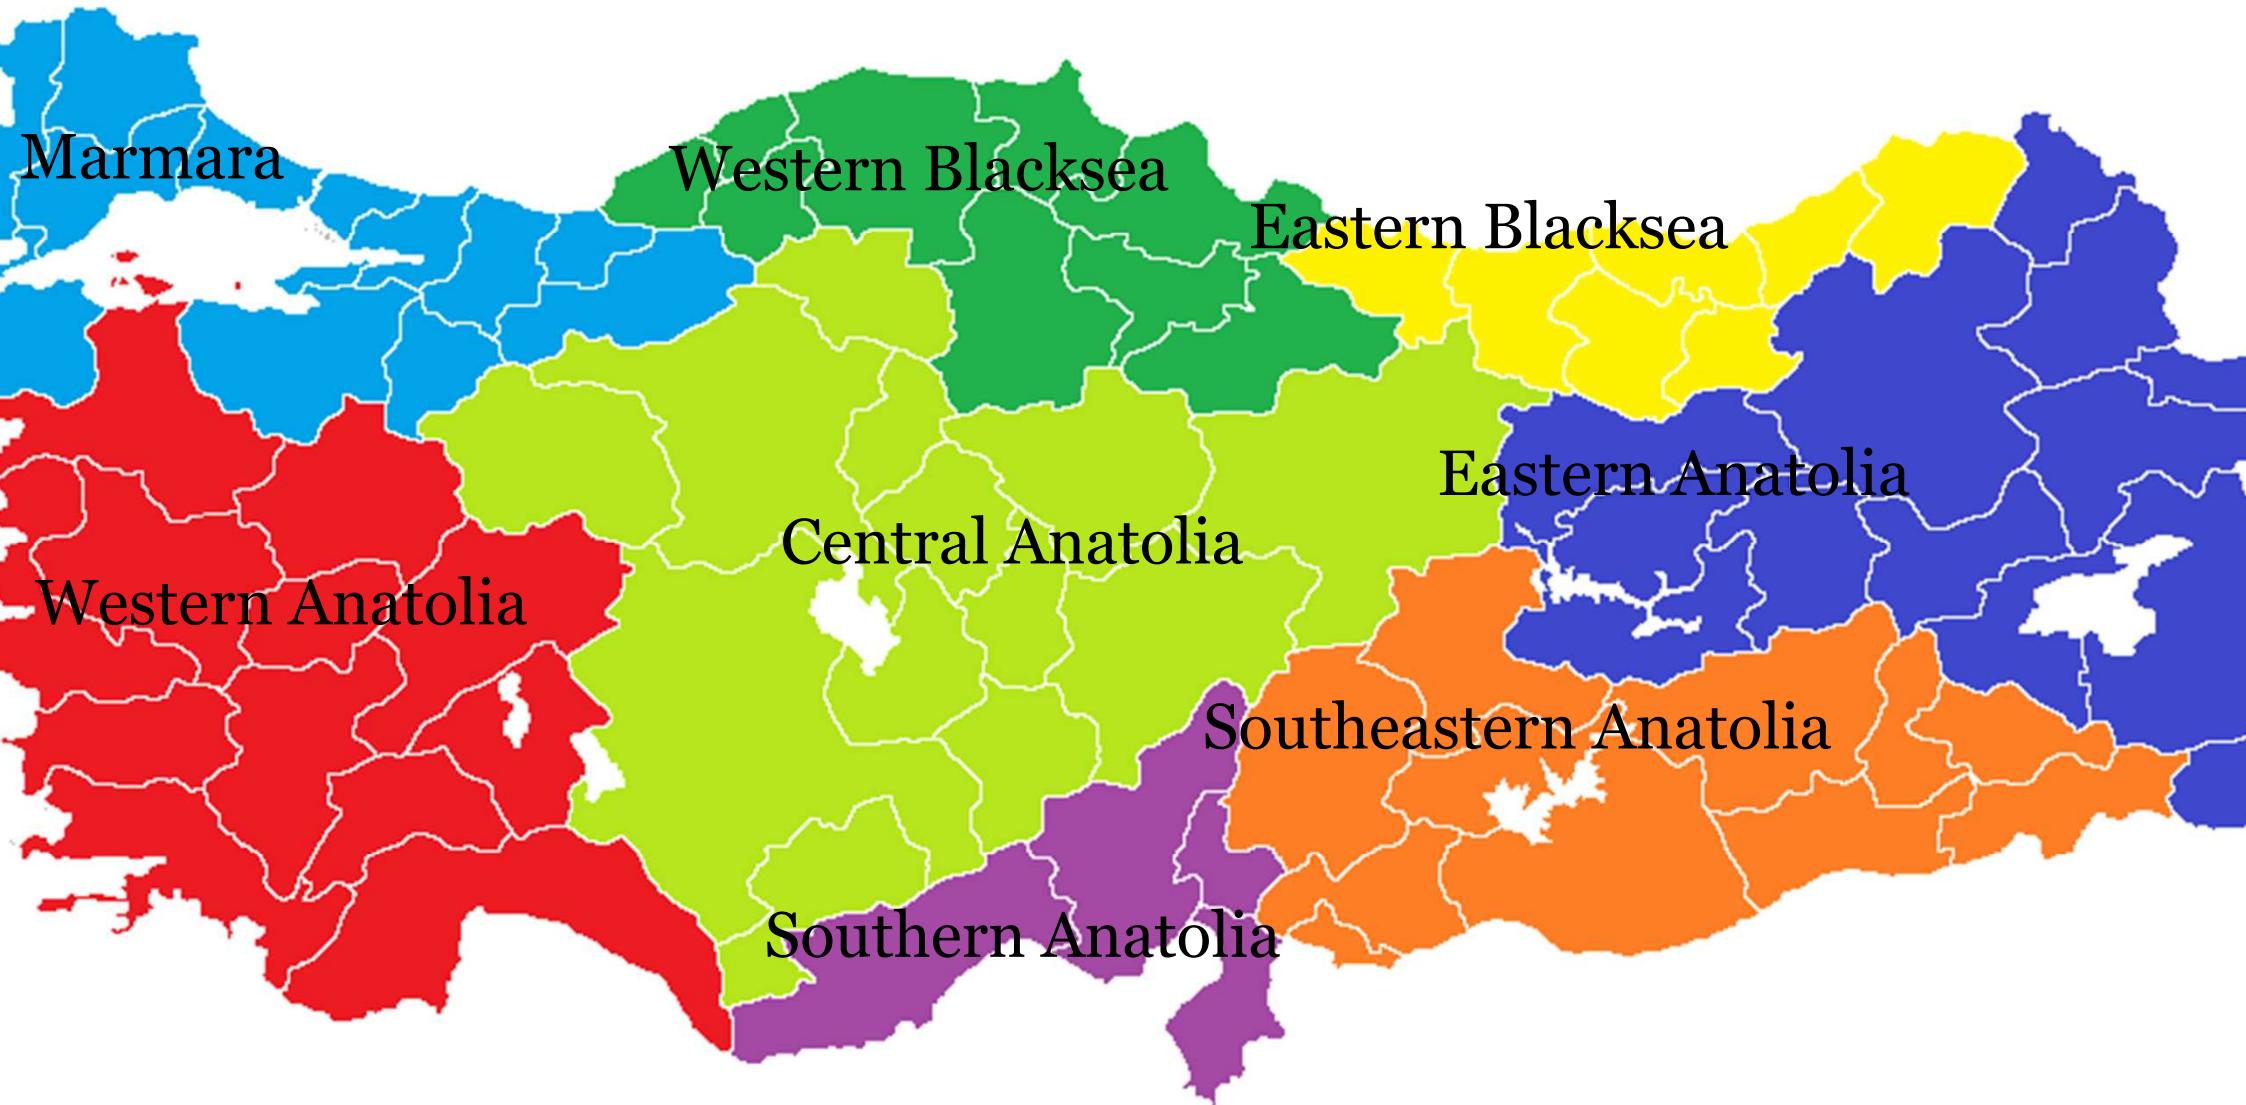 Marmara
Western Blacksea
Eastern Blacksea
Eastern Anatolia
Central Anatolia
Western Anatolia
Southeastern Anatolia
Southern Anatolia